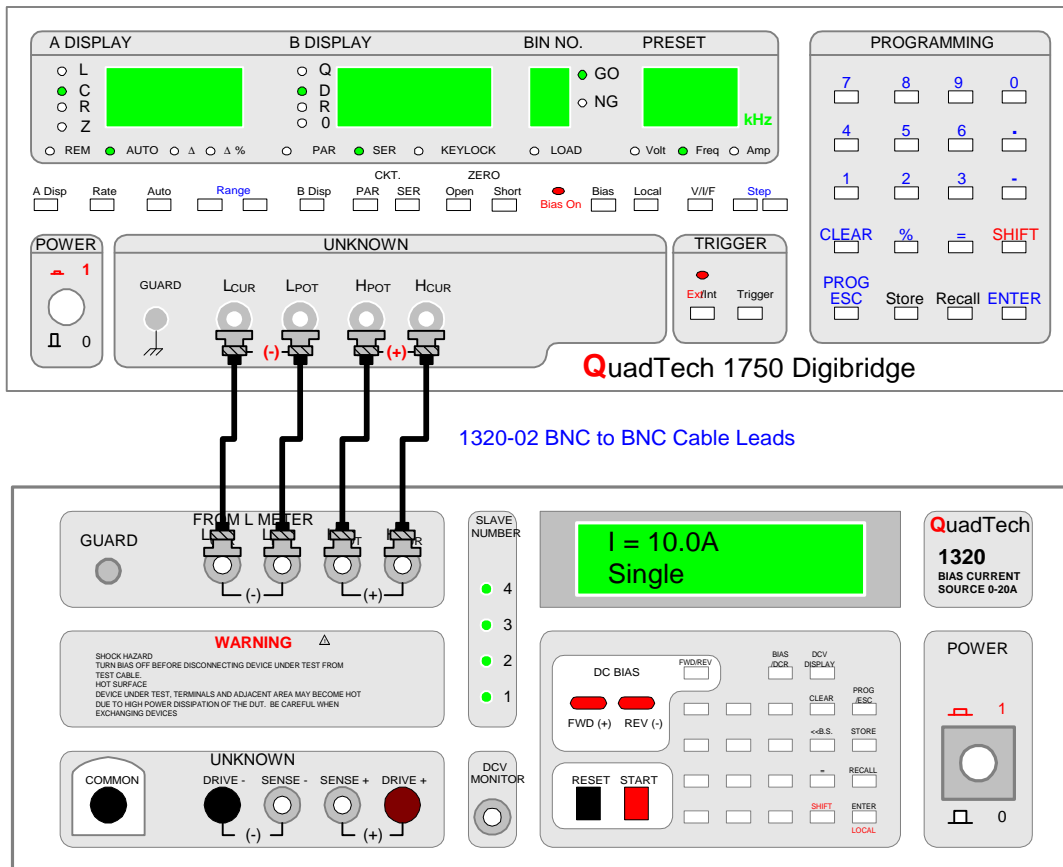 A DISPLAY
B DISPLAY
BIN NO.
PRESET
L
C
R
Z
Q
D
R
0
GO
NG
kHz
REM
AUTO
Δ
Δ %
PAR
SER
KEYLOCK
LOAD
Volt
Freq
Amp
CKT.
ZERO
A Disp
Rate
Auto
Range
B Disp
PAR
SER
Open
Short
Bias On
Bias
Local
V/I/F
Step
PROGRAMMING
7 8 9 0
4 5 6 .
1 2 3 -
CLEAR % = SHIFT
PROG
ESC
Store
Recall
ENTER
POWER
1
0
UNKNOWN
GUARD
LCUR
LPOT
HPOT
HCUR
(-)
(+)
TRIGGER
Ext/Int
Trigger
QuadTech 1750 Digibridge
1320-02 BNC to BNC Cable Leads
FROM L METER
GUARD
(-)
(+)
SLAVE
NUMBER
4
3
2
1
I = 10.0A
Single
QuadTech
1320
BIAS CURRENT
SOURCE 0-20A
WARNING
SHOCK HAZARD
TURN BIAS OFF BEFORE DISCONNECTING DEVICE UNDER TEST FROM
TEST CABLE.
HOT SURFACE
DEVICE UNDER TEST, TERMINALS AND ADJACENT AREA MAY BECOME HOT
DUE TO HIGH POWER DISSIPATION OF THE DUT. BE CAREFUL WHEN
EXCHANGING DEVICES
DC BIAS
FWD (+)
REV (-)
FWD/REV
BIAS
/DCR
DCV
DISPLAY
CLEAR
PROG
/ESC
<<B.S.
STORE
=
RECALL
SHIFT
ENTER
LOCAL
RESET
START
POWER
1
0
UNKNOWN
COMMON
DRIVE -
SENSE -
SENSE +
DRIVE +
(-)
(+)
DCV
MONITOR